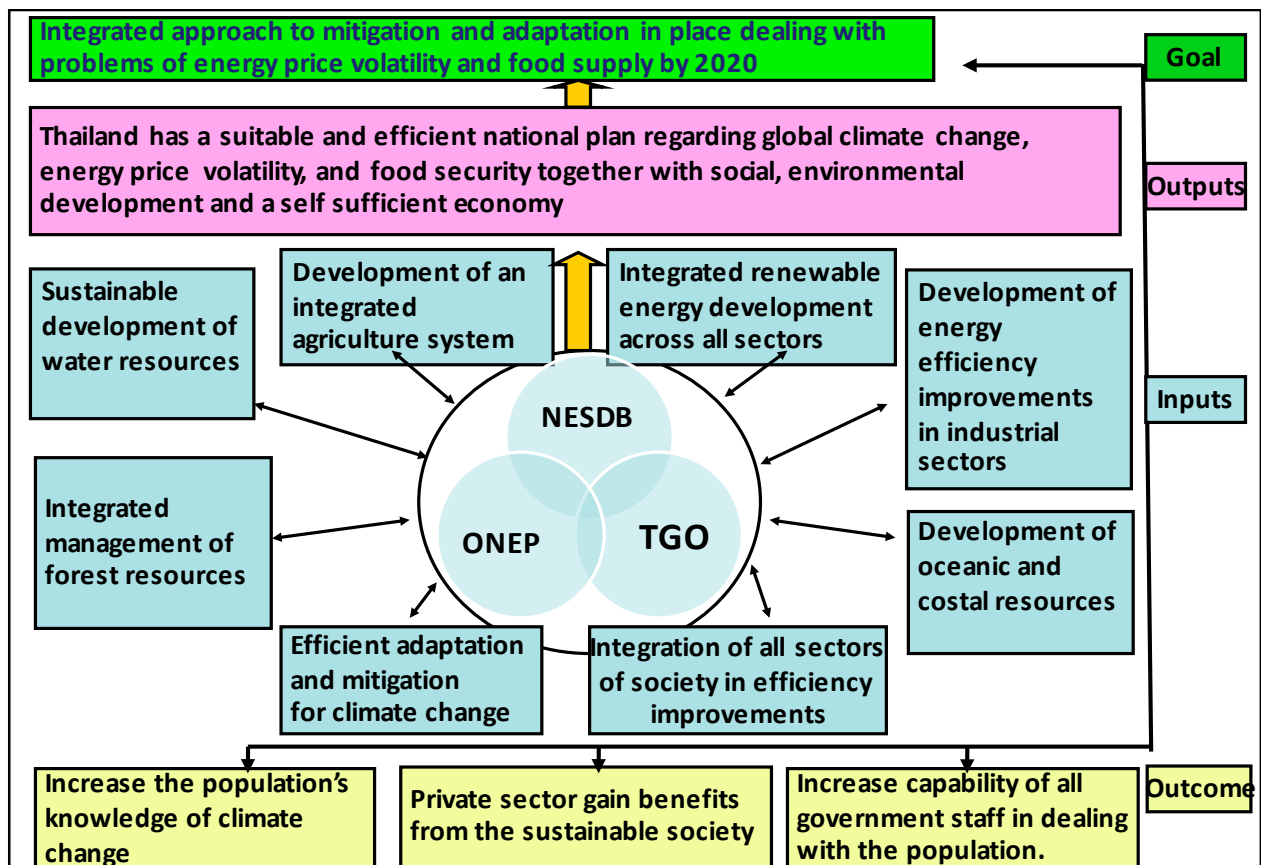 Integrated approach to mitigation and adaptation in place dealing with
problems of energy price volatility and food supply by 2020
Goal
Thailand has a suitable and efficient national plan regarding global climate change,
energy price volatility, and food security together with social, environmental
development and a self sufficient economy
Outputs
Sustainable
development of
water resources
Development of an
integrated
agriculture system
Integrated renewable
energy development
across all sectors
Development of
energy
efficiency
improvements
in industrial
sectors
Inputs
NESDB
ONEP
TGO
Integrated
management of
forest resources
Development of
oceanic and
costal resources
Efficient adaptation
and mitigation
for climate change
Integration of all sectors
of society in efficiency
improvements
Increase the population’s
knowledge of climate
change
Private sector gain benefits
from the sustainable society
Increase capability of all
government staff in dealing
with the population.
Outcome